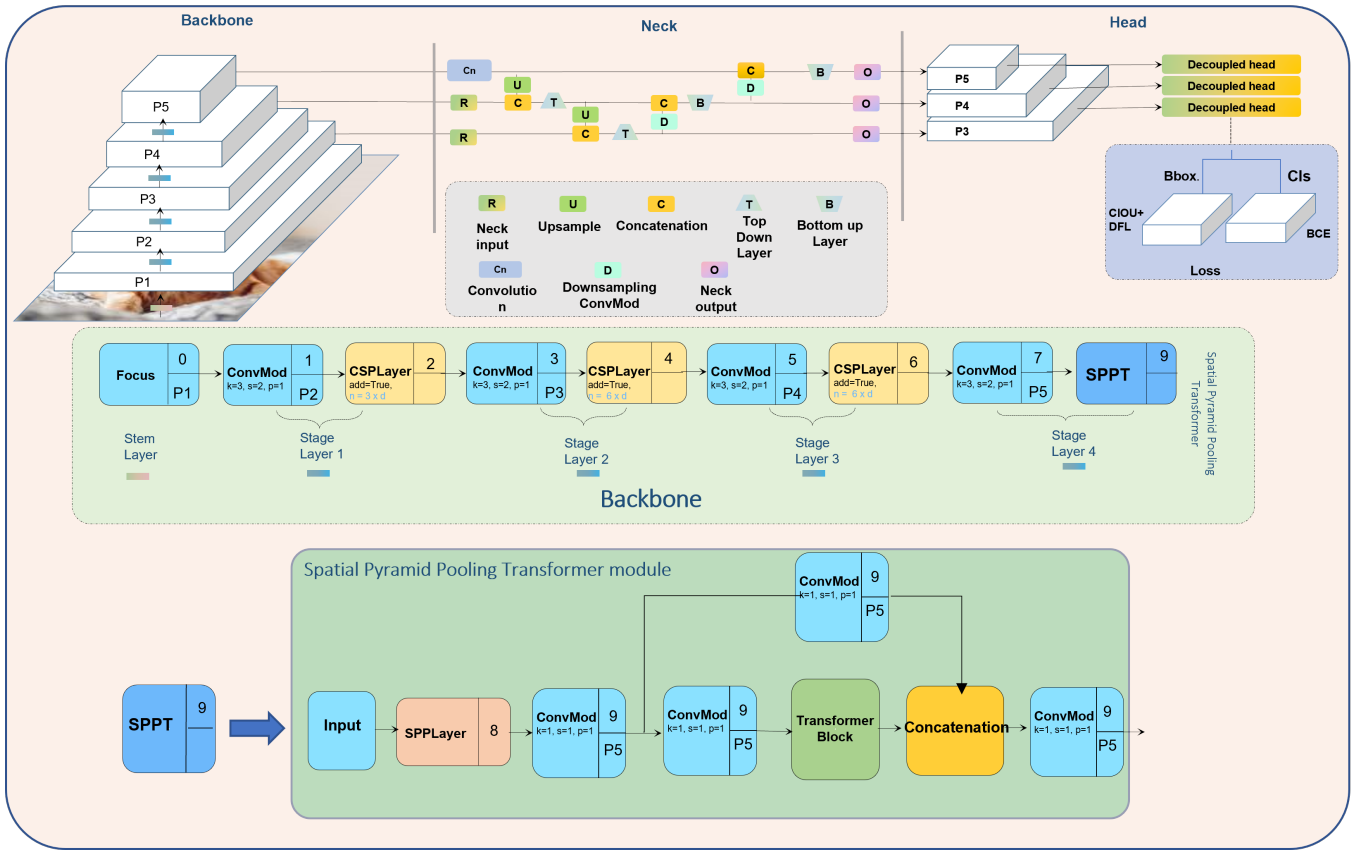 Backbone
Neck
Head
P5
P4
P3
P2
P1
Cn
U
R
C
T
U
R
C
T
C
B
D
C
D
B
O
O
O
P5
P4
P3
Decoupled head
Decoupled head
Decoupled head
R
Neck
input
U
Upsample
C
Concatenation
T
Top
Down
Layer
B
Bottom up
Layer
Cn
Convolutio
n
D
Downsampling
ConvMod
O
Neck
output
Bbox.
Cls
CIOU+
DFL
BCE
Loss
Focus
0
P1
ConvMod
k=3, s=2, p=1
1
P2
CSPLayer
add=True,
n = 3 x d
2
ConvMod
k=3, s=2, p=1
3
P3
CSPLayer
add=True,
n = 6 x d
4
ConvMod
k=3, s=2, p=1
5
P4
CSPLayer
add=True,
n = 6 x d
6
ConvMod
k=3, s=2, p=1
7
P5
SPPT
9
Spatial Pyramid Pooling
Transformer
Stem
Layer
Stage
Layer 1
Stage
Layer 2
Stage
Layer 3
Stage
Layer 4
Backbone
Spatial Pyramid Pooling Transformer module
ConvMod
k=1, s=1, p=1
9
P5
SPPT
9
Input
SPPLayer
8
ConvMod
k=1, s=1, p=1
9
P5
ConvMod
k=1, s=1, p=1
9
P5
Transformer
Block
Concatenation
ConvMod
k=1, s=1, p=1
9
P5